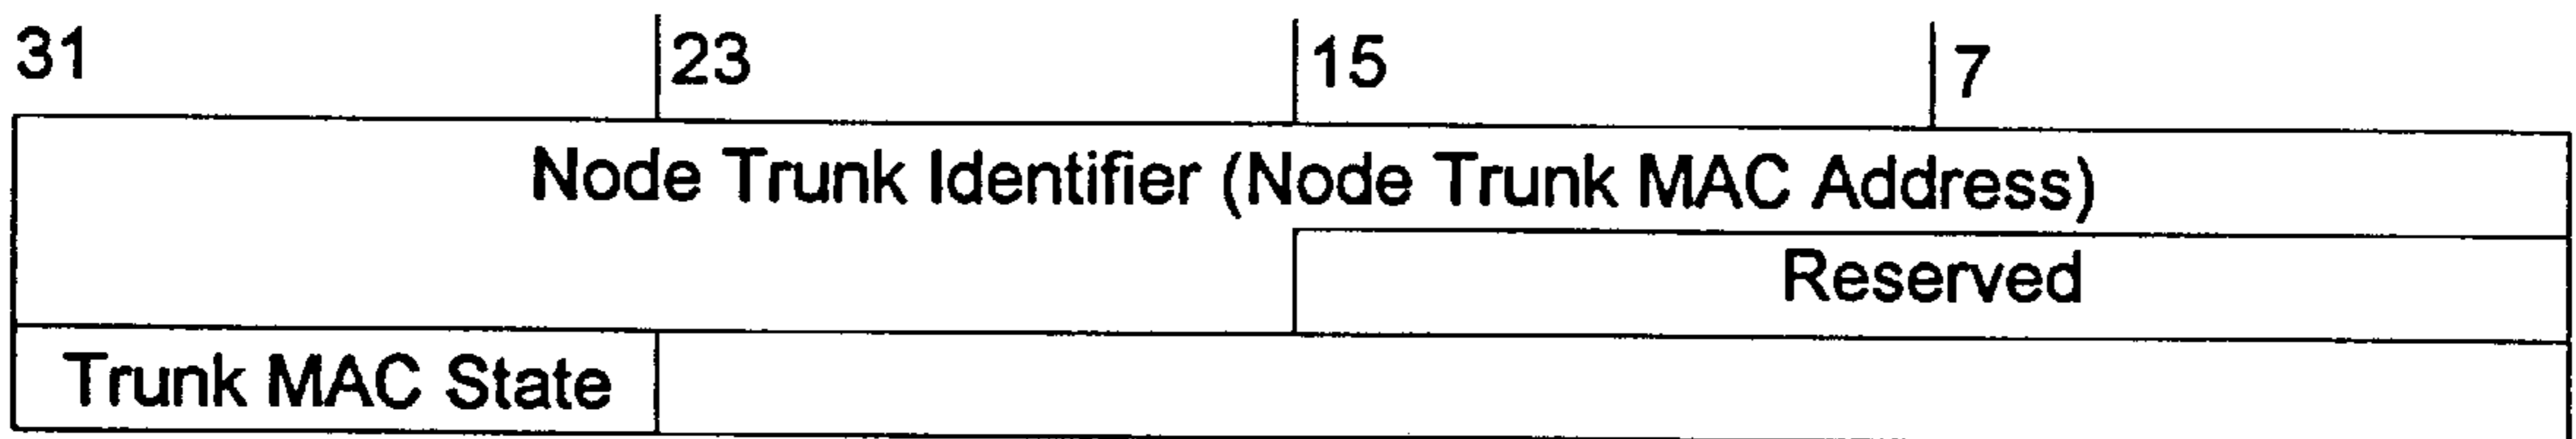 31 23 15 7
Node Trunk Identifier (Node Trunk MAC Address)
Reserved
Trunk MAC State